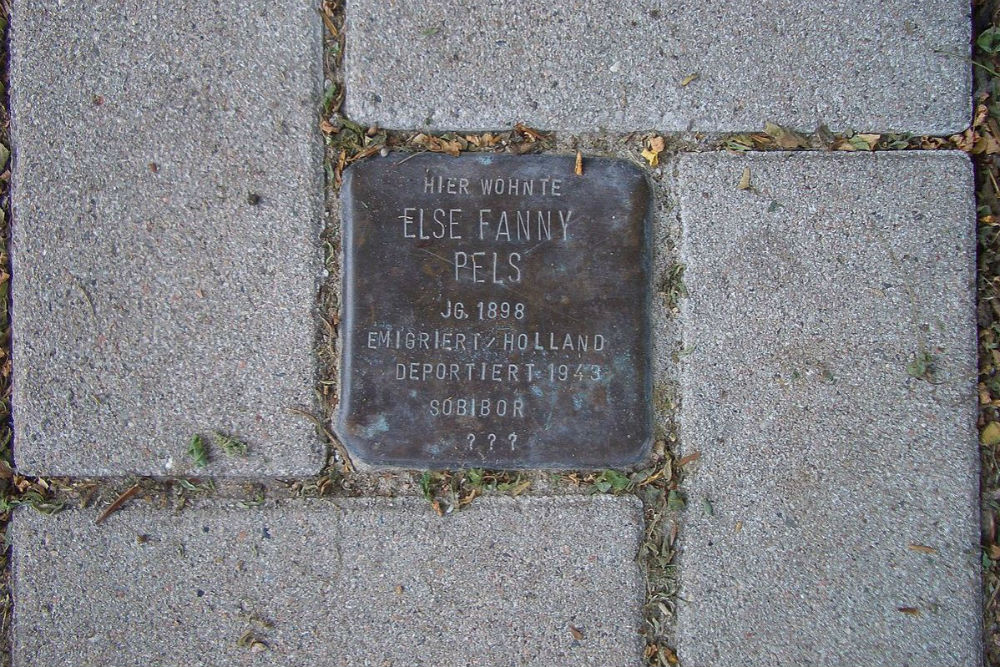 HIER WOHNTE
ELSE FANNY
PELS
JG. 1898
EMIGRIERT/HOLLAND
DEPORTIERT 1943
SOBIBOR
???